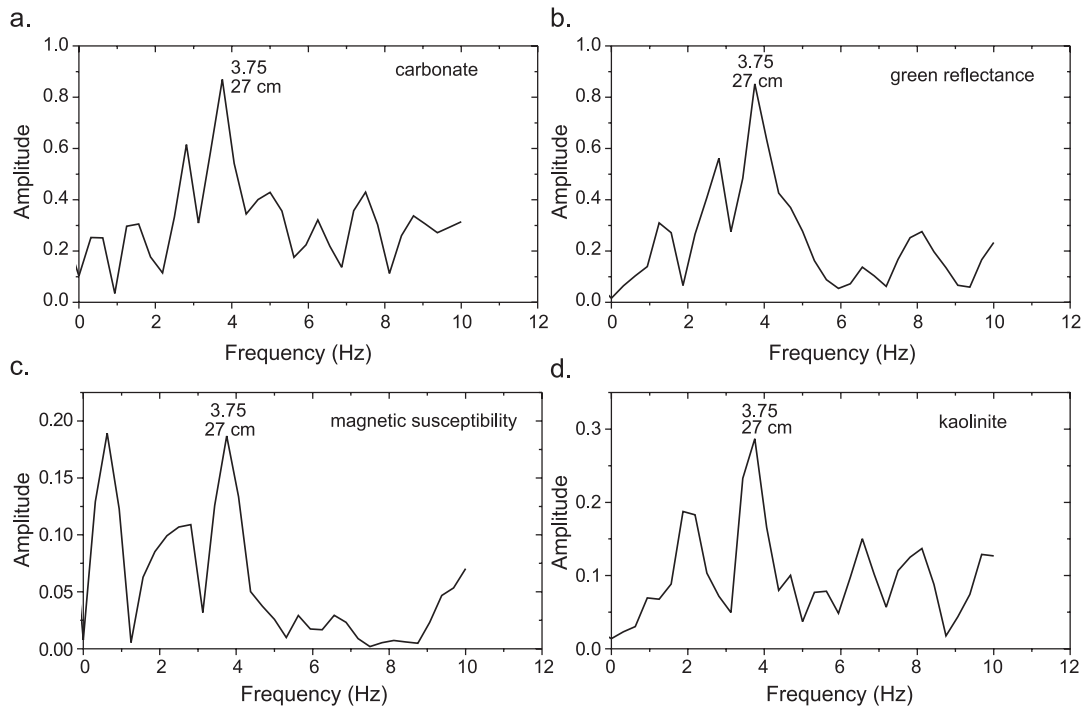 a.
1.0
0.8
0.6
0.4
0.2
0.0
Amplitude
3.75
27 cm
carbonate
0 2 4 6 8 10 12
Frequency (Hz)
b.
1.0
0.8
0.6
0.4
0.2
0.0
Amplitude
3.75
27 cm
green reflectance
0 2 4 6 8 10 12
Frequency (Hz)
c.
0.20
0.15
0.10
0.05
0.00
Amplitude
3.75
27 cm
magnetic susceptibility
0 2 4 6 8 10 12
Frequency (Hz)
d.
0.3
0.2
0.1
0.0
Amplitude
3.75
27 cm
kaolinite
0 2 4 6 8 10 12
Frequency (Hz)